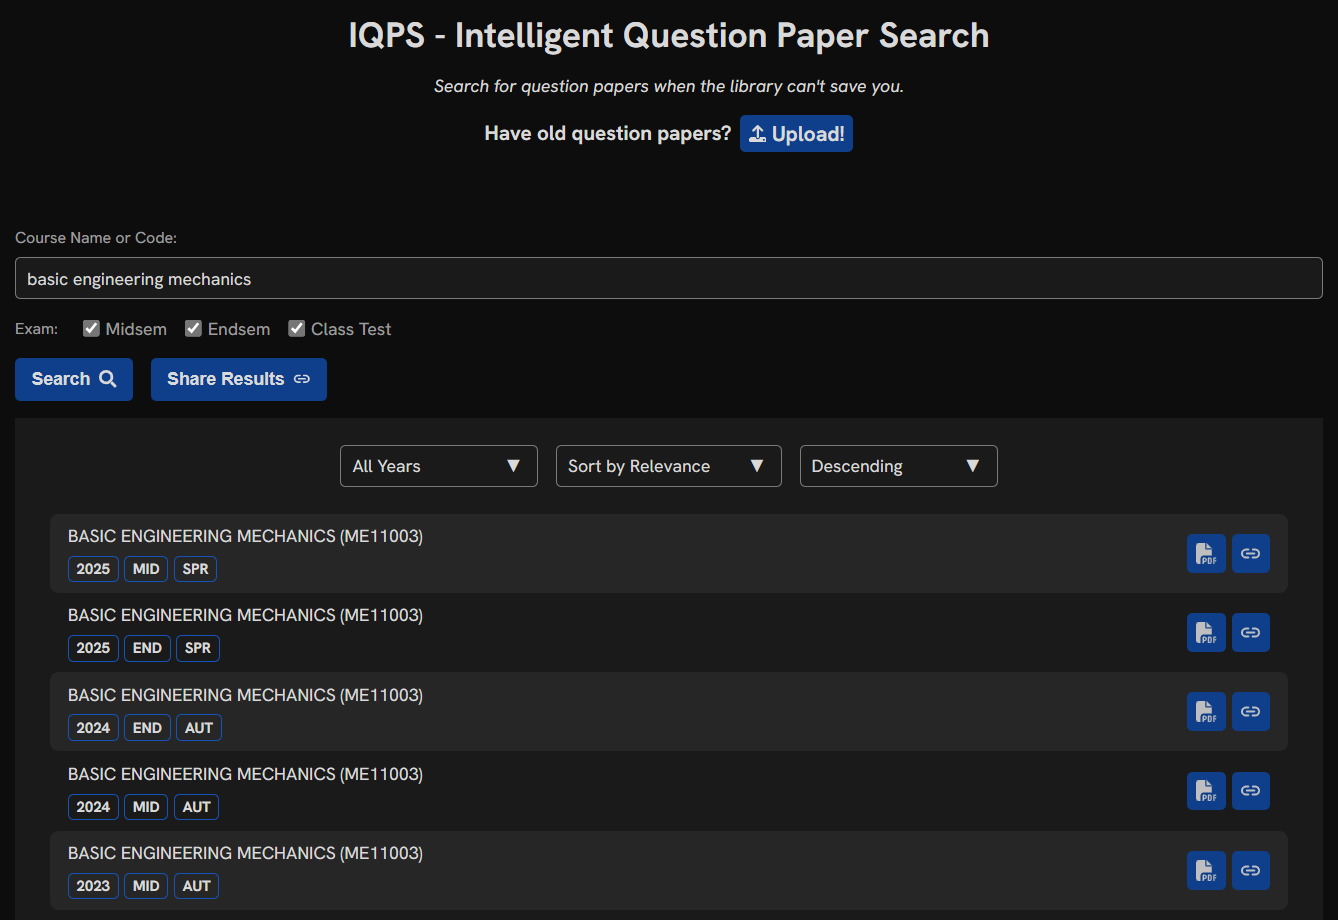 IQPS - Intelligent Question Paper Search
Search for question papers when the library can't save you.
Have old question papers? Upload!
Course Name or Code:
basic engineering mechanics
Exam: Midsem Endsem Class Test
Search Share Results
All Years ▼ Sort by Relevance ▼ Descending ▼
BASIC ENGINEERING MECHANICS (ME11003)
2025 MID SPR
PDF
BASIC ENGINEERING MECHANICS (ME11003)
2025 END SPR
PDF
BASIC ENGINEERING MECHANICS (ME11003)
2024 END AUT
PDF
BASIC ENGINEERING MECHANICS (ME11003)
2024 MID AUT
PDF
BASIC ENGINEERING MECHANICS (ME11003)
2023 MID AUT
PDF